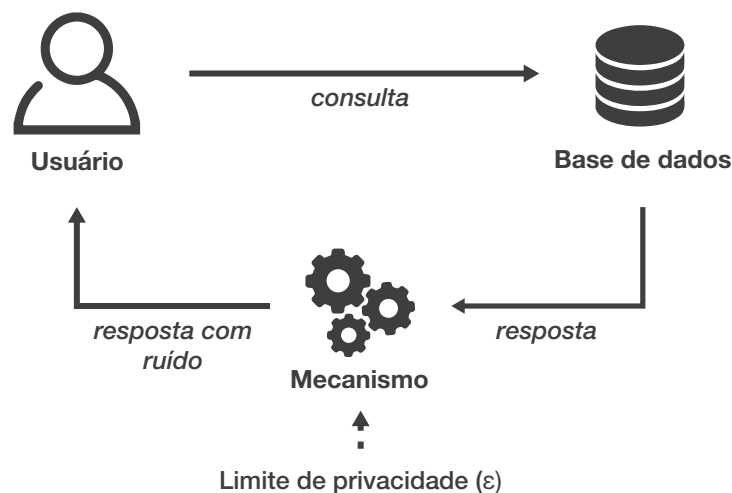 consulta
Usuário
Base de dados
resposta com
ruído
resposta
Mecanismo
Limite de privacidade (ε)